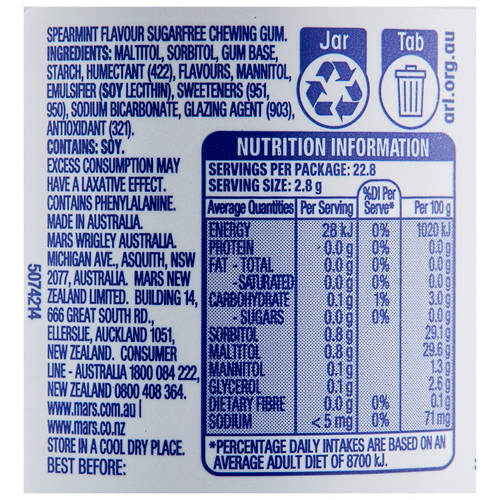 SPEARMINT FLAVOUR SUGARFREE CHEWING GUM.
INGREDIENTS: MALTITOL, SORBITOL, GUM BASE,
STARCH, HUMECTANT (422), FLAVOURS, MANNITOL,
EMULSIFIER (SOY LECITHIN), SWEETENERS (951,
950), SODIUM BICARBONATE, GLAZING AGENT (903),
ANTIOXIDANT (321).
CONTAINS: SOY.
EXCESS CONSUMPTION MAY
HAVE A LAXATIVE EFFECT.
CONTAINS PHENYLALANINE.
MADE IN AUSTRALIA.
MARS WRIGLEY AUSTRALIA.
MICHIGAN AVE., ASQUITH, NSW
2077, AUSTRALIA. MARS NEW
ZEALAND LIMITED. BUILDING 14,
666 GREAT SOUTH RD.,
ELLERSLIE, AUCKLAND 1051,
NEW ZEALAND. CONSUMER
LINE - AUSTRALIA 1800 084 222,
NEW ZEALAND 0800 408 364.
www.mars.com.au |
www.mars.co.nz
STORE IN A COOL DRY PLACE.
BEST BEFORE:
5074214
Jar
Tab
arl.org.au
NUTRITION INFORMATION
SERVINGS PER PACKAGE: 22.8
SERVING SIZE: 2.8 g
Average Quantities Per Serving %DI Per Serve* Per 100 g
ENERGY 28 kJ 0% 1020 kJ
PROTEIN 0.0 g 0% 0.0 g
FAT - TOTAL 0.0 g 0% 0.0 g
- SATURATED 0.0 g 0% 0.0 g
CARBOHYDRATE 0.1 g 1% 3.0 g
- SUGARS 0.0 g 0% 0.0 g
SORBITOL 0.8 g 29.1 g
MALTITOL 0.8 g 29.6 g
MANNITOL 0.1 g 1.3 g
GLYCEROL 0.1 g 2.6 g
DIETARY FIBRE 0.0 g 0% 0.1 g
SODIUM < 5 mg 0% 71 mg
*PERCENTAGE DAILY INTAKES ARE BASED ON AN
AVERAGE ADULT DIET OF 8700 kJ.